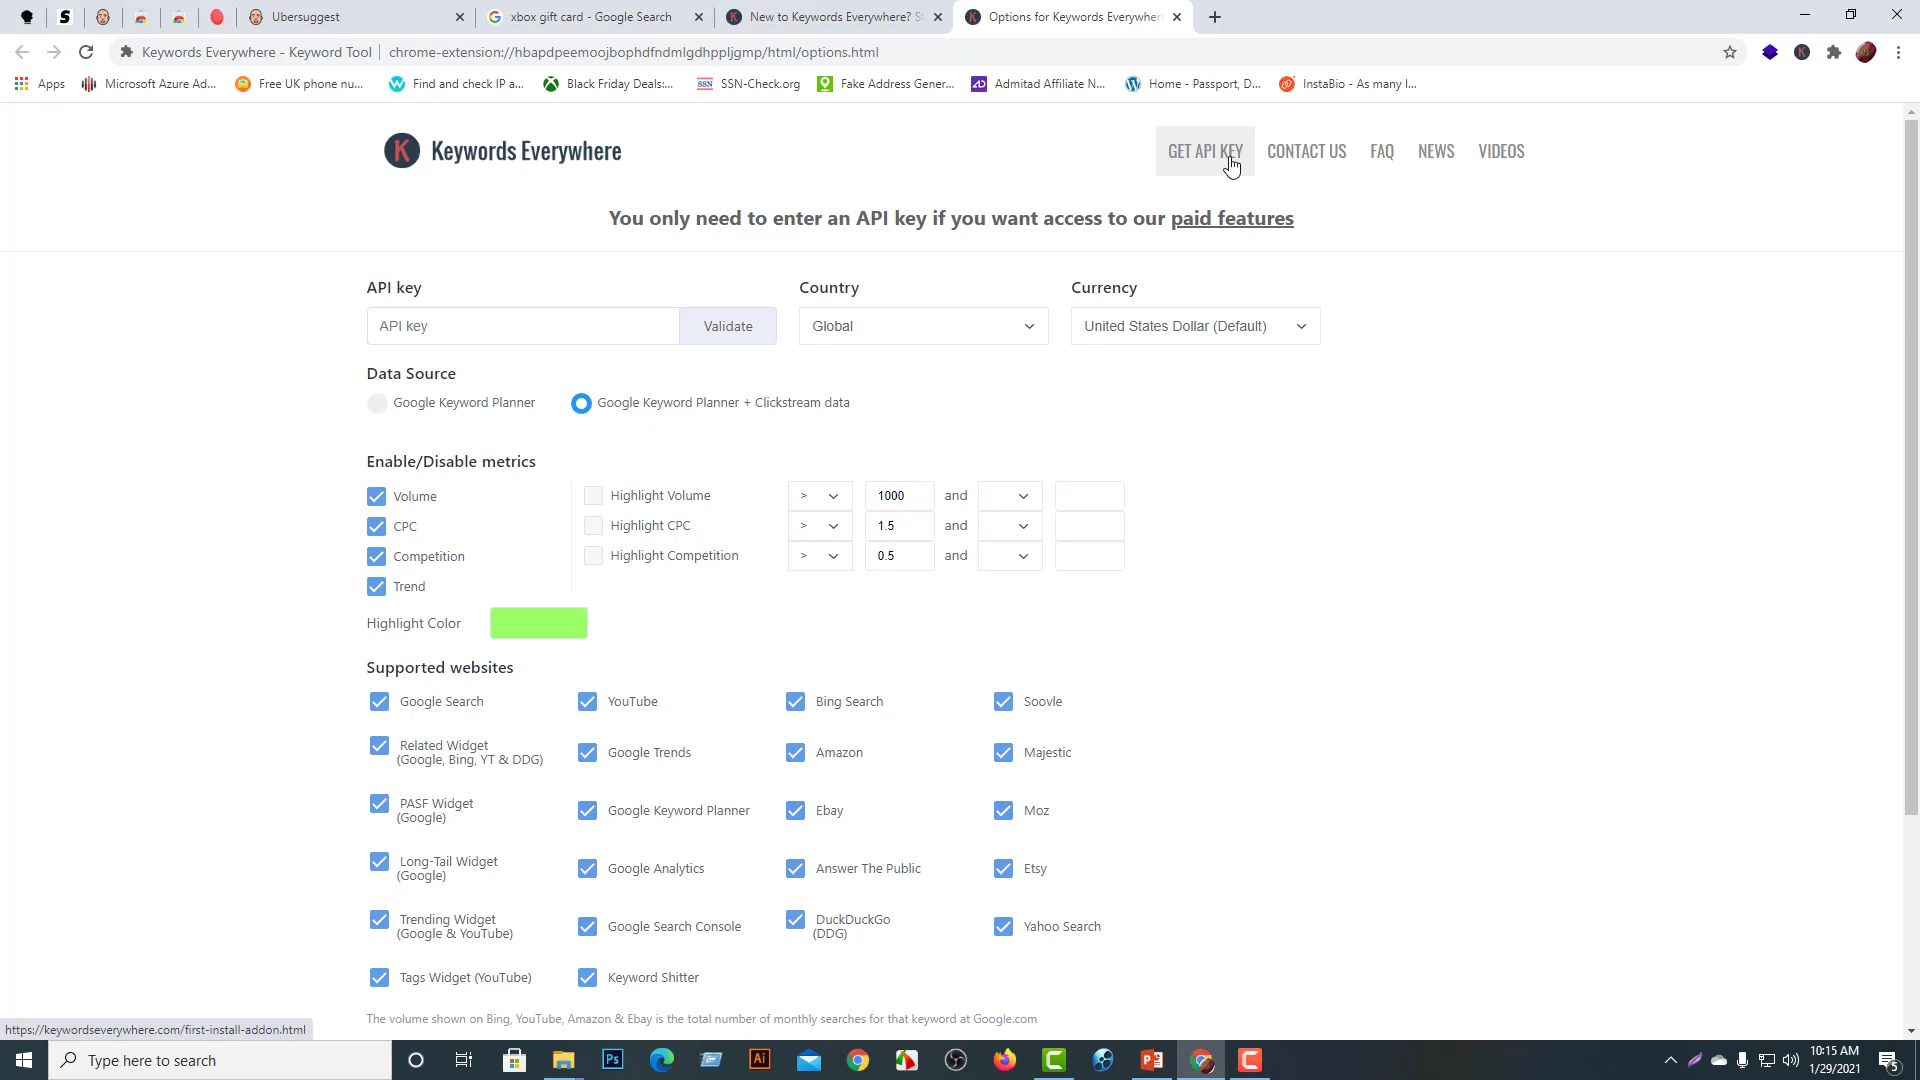 Ubersuggest
xbox gift card - Google Search
New to Keywords Everywhere? St
Options for Keywords Everywhere
Keywords Everywhere - Keyword Tool
chrome-extension://hbapdpeemoojbophdfndmlgdhppljgmp/html/options.html
Apps
Microsoft Azure Ad...
Free UK phone nu...
Find and check IP a...
Black Friday Deals:...
SSN-Check.org
Fake Address Gener...
Admitad Affiliate N...
Home - Passport, D...
InstaBio - As many l...
Keywords Everywhere
GET API KEY
CONTACT US
FAQ
NEWS
VIDEOS
You only need to enter an API key if you want access to our paid features
API key
Country
Currency
API key
Validate
Global
United States Dollar (Default)
Data Source
Google Keyword Planner
Google Keyword Planner + Clickstream data
Enable/Disable metrics
Volume
Highlight Volume > 1000 and
CPC
Highlight CPC > 1.5 and
Competition
Highlight Competition > 0.5 and
Trend
Highlight Color
Supported websites
Google Search
YouTube
Bing Search
Soovle
Related Widget
(Google, Bing, YT & DDG)
Google Trends
Amazon
Majestic
PASF Widget
(Google)
Google Keyword Planner
Ebay
Moz
Long-Tail Widget
(Google)
Google Analytics
Answer The Public
Etsy
Trending Widget
(Google & YouTube)
Google Search Console
DuckDuckGo
(DDG)
Yahoo Search
Tags Widget (YouTube)
Keyword Shitter
The volume shown on Bing, YouTube, Amazon & Ebay is the total number of monthly searches for that keyword at Google.com
https://keywordseverywhere.com/first-install-addon.html
Type here to search
10:15 AM
1/29/2021
5